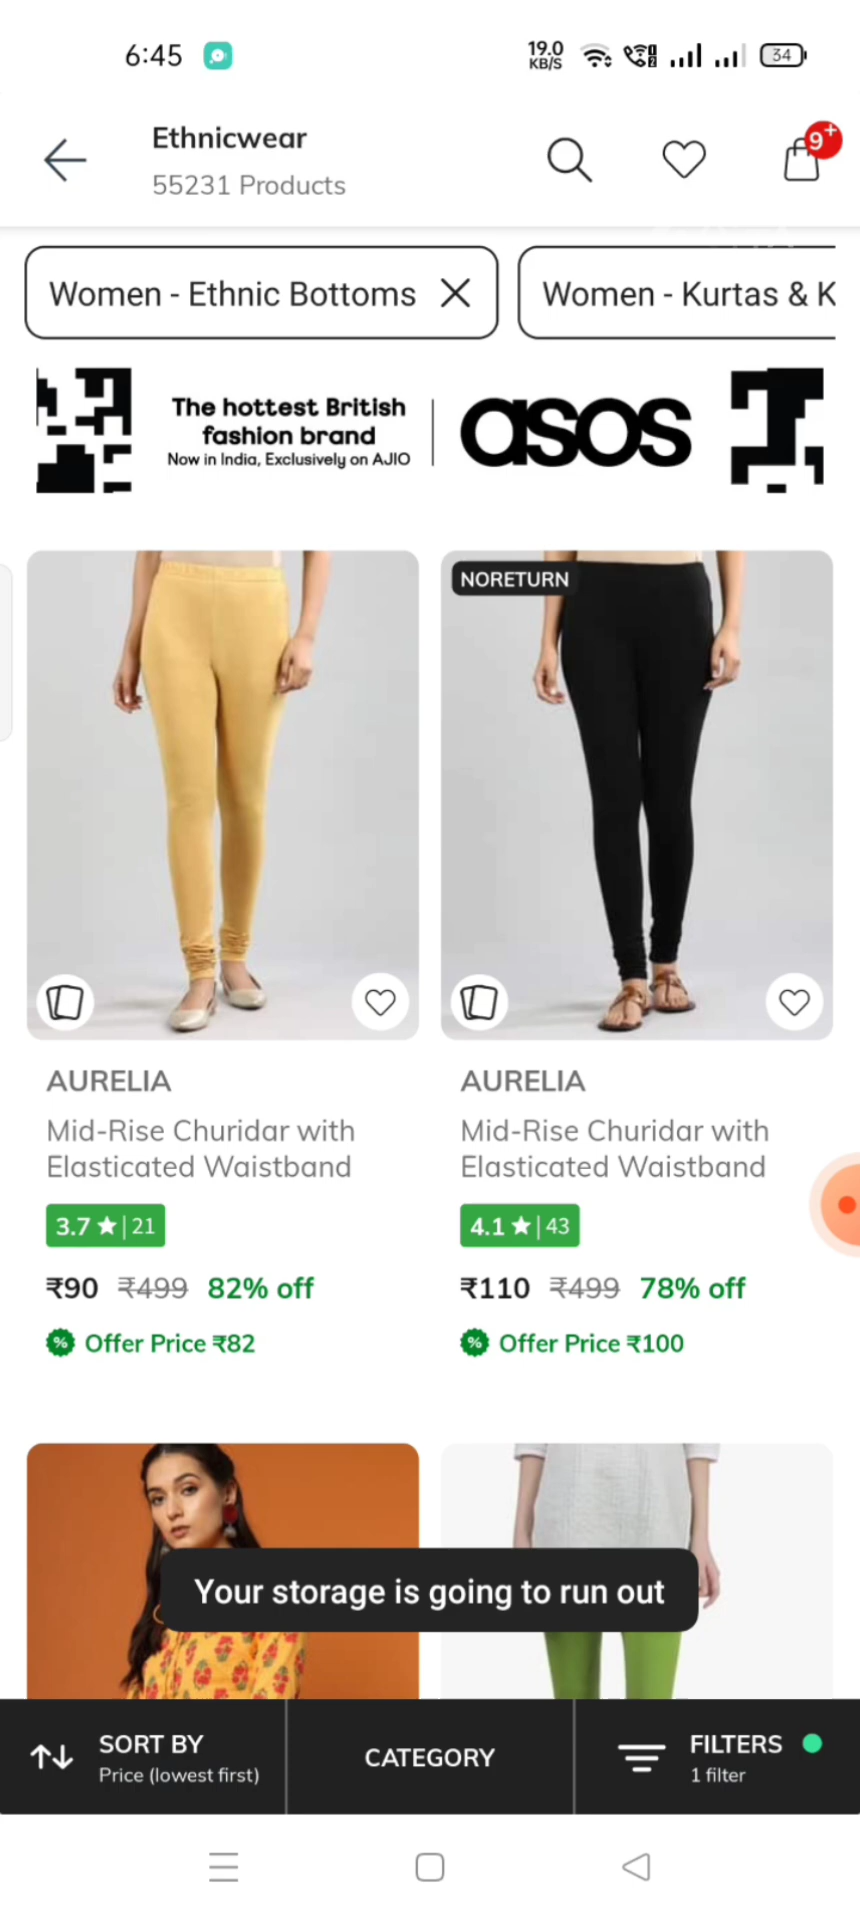 6:45
19.0
KB/S
34
Ethnicwear
55231 Products
9+
Women - Ethnic Bottoms
Women - Kurtas & K
The hottest British
fashion brand
Now in India, Exclusively on AJIO
asos
NORETURN
AURELIA
Mid-Rise Churidar with
Elasticated Waistband
3.7 ★ | 21
₹90 ₹499 82% off
% Offer Price ₹82
AURELIA
Mid-Rise Churidar with
Elasticated Waistband
4.1 ★ | 43
₹110 ₹499 78% off
% Offer Price ₹100
Your storage is going to run out
SORT BY
Price (lowest first)
CATEGORY
FILTERS
1 filter